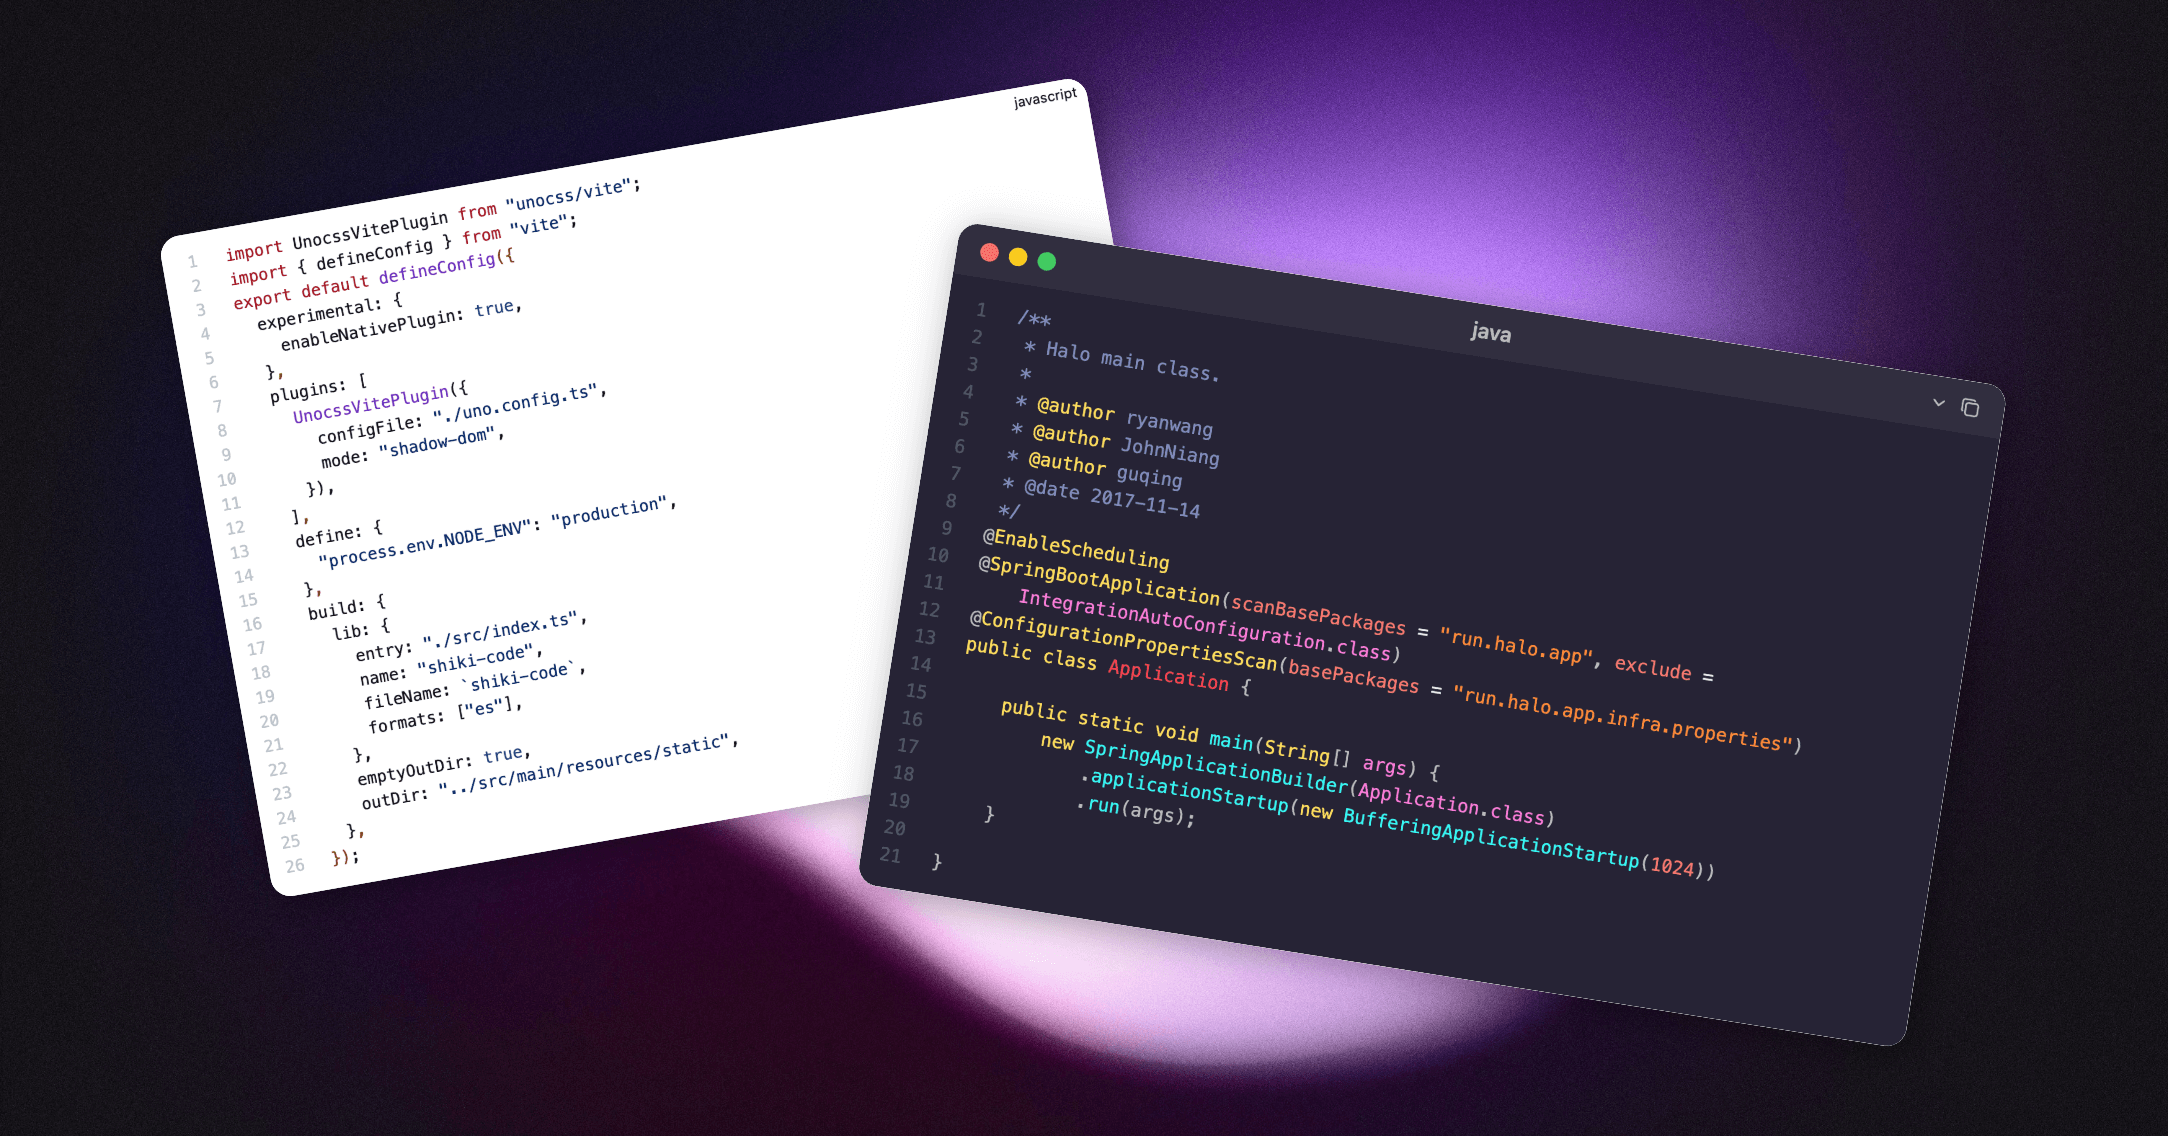 javascript
1 import UnocssVitePlugin from "unocss/vite";
2 import { defineConfig } from "vite";
3 export default defineConfig({
4 experimental: {
5 enableNativePlugin: true,
6 },
7 plugins: [
8 UnocssVitePlugin({
9 configFile: "./uno.config.ts",
10 mode: "shadow-dom",
11 }),
12 ],
13 define: {
14 "process.env.NODE_ENV": "production",
15 },
16 build: {
17 lib: {
18 entry: "./src/index.ts",
19 name: "shiki-code",
20 fileName: `shiki-code`,
21 formats: ["es"],
22 },
23 emptyOutDir: true,
24 outDir: "../src/main/resources/static",
25 },
26 });
java
1 /**
2 * Halo main class.
3 *
4 * @author ryanwang
5 * @author JohnNiang
6 * @author guqing
7 * @date 2017-11-14
8 */
9 @EnableScheduling
10 @SpringBootApplication(scanBasePackages = "run.halo.app", exclude =
11 IntegrationAutoConfiguration.class)
12 @ConfigurationPropertiesScan(basePackages = "run.halo.app.infra.properties")
13 public class Application {
14
15 public static void main(String[] args) {
16 new SpringApplicationBuilder(Application.class)
17 .applicationStartup(new BufferingApplicationStartup(1024))
18 .run(args);
19 }
20
21 }